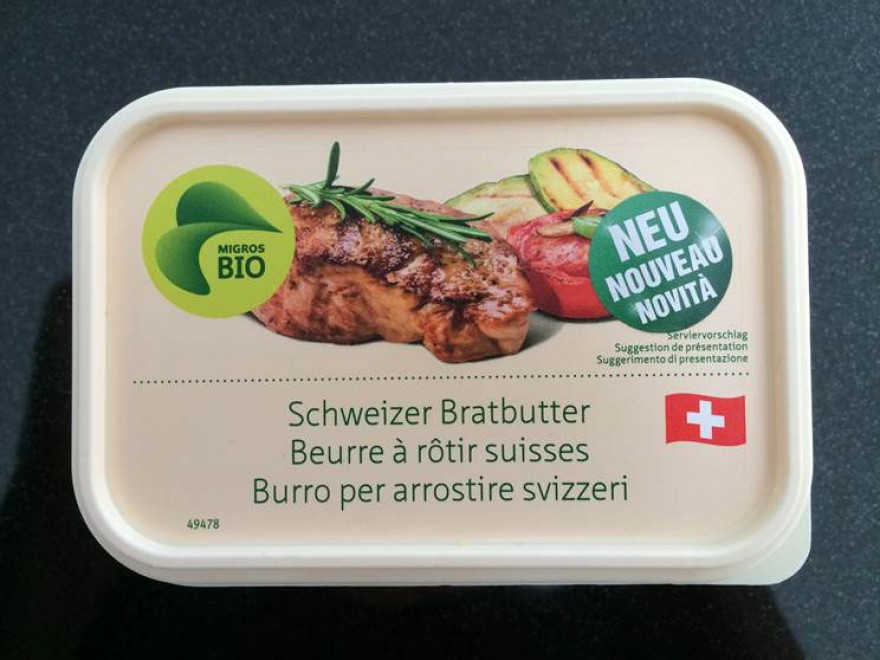 MIGROS
BIO
NEU
NOUVEAU
NOVITÀ
Serviervorschlag
Suggestion de présentation
Suggerimento di presentazione
Schweizer Bratbutter
Beurre à rôtir suisses
Burro per arrostire svizzeri
49478